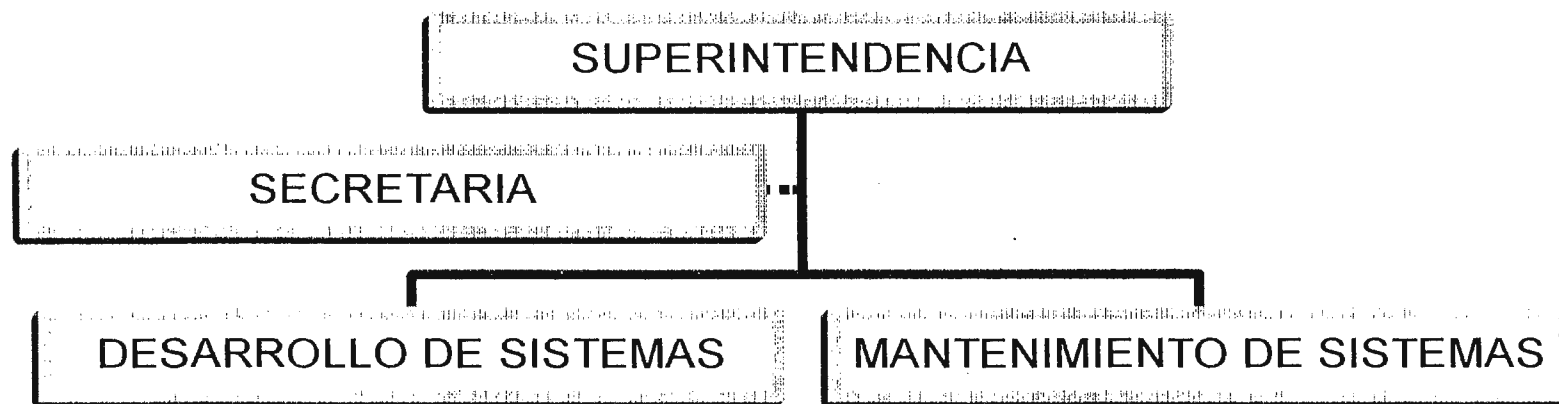 SUPERINTENDENCIA
SECRETARIA
DESARROLLO DE SISTEMAS
MANTENIMIENTO DE SISTEMAS